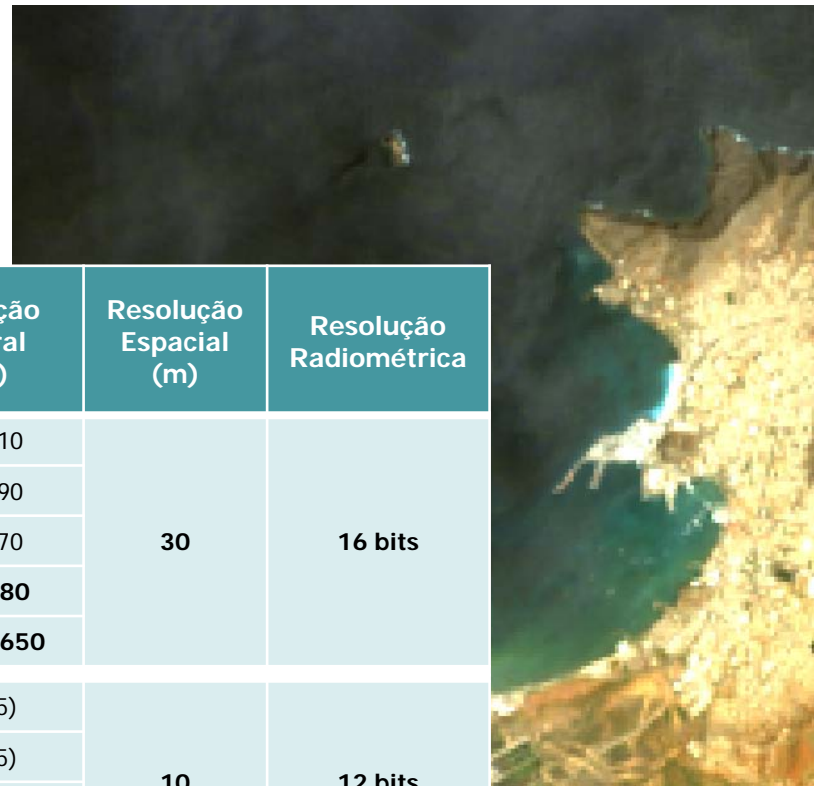 Resolução
Espacial
(m)
Resolução
Radiométrica
10
90
70
80
650
30
16 bits
5)
5)
10
12 bits